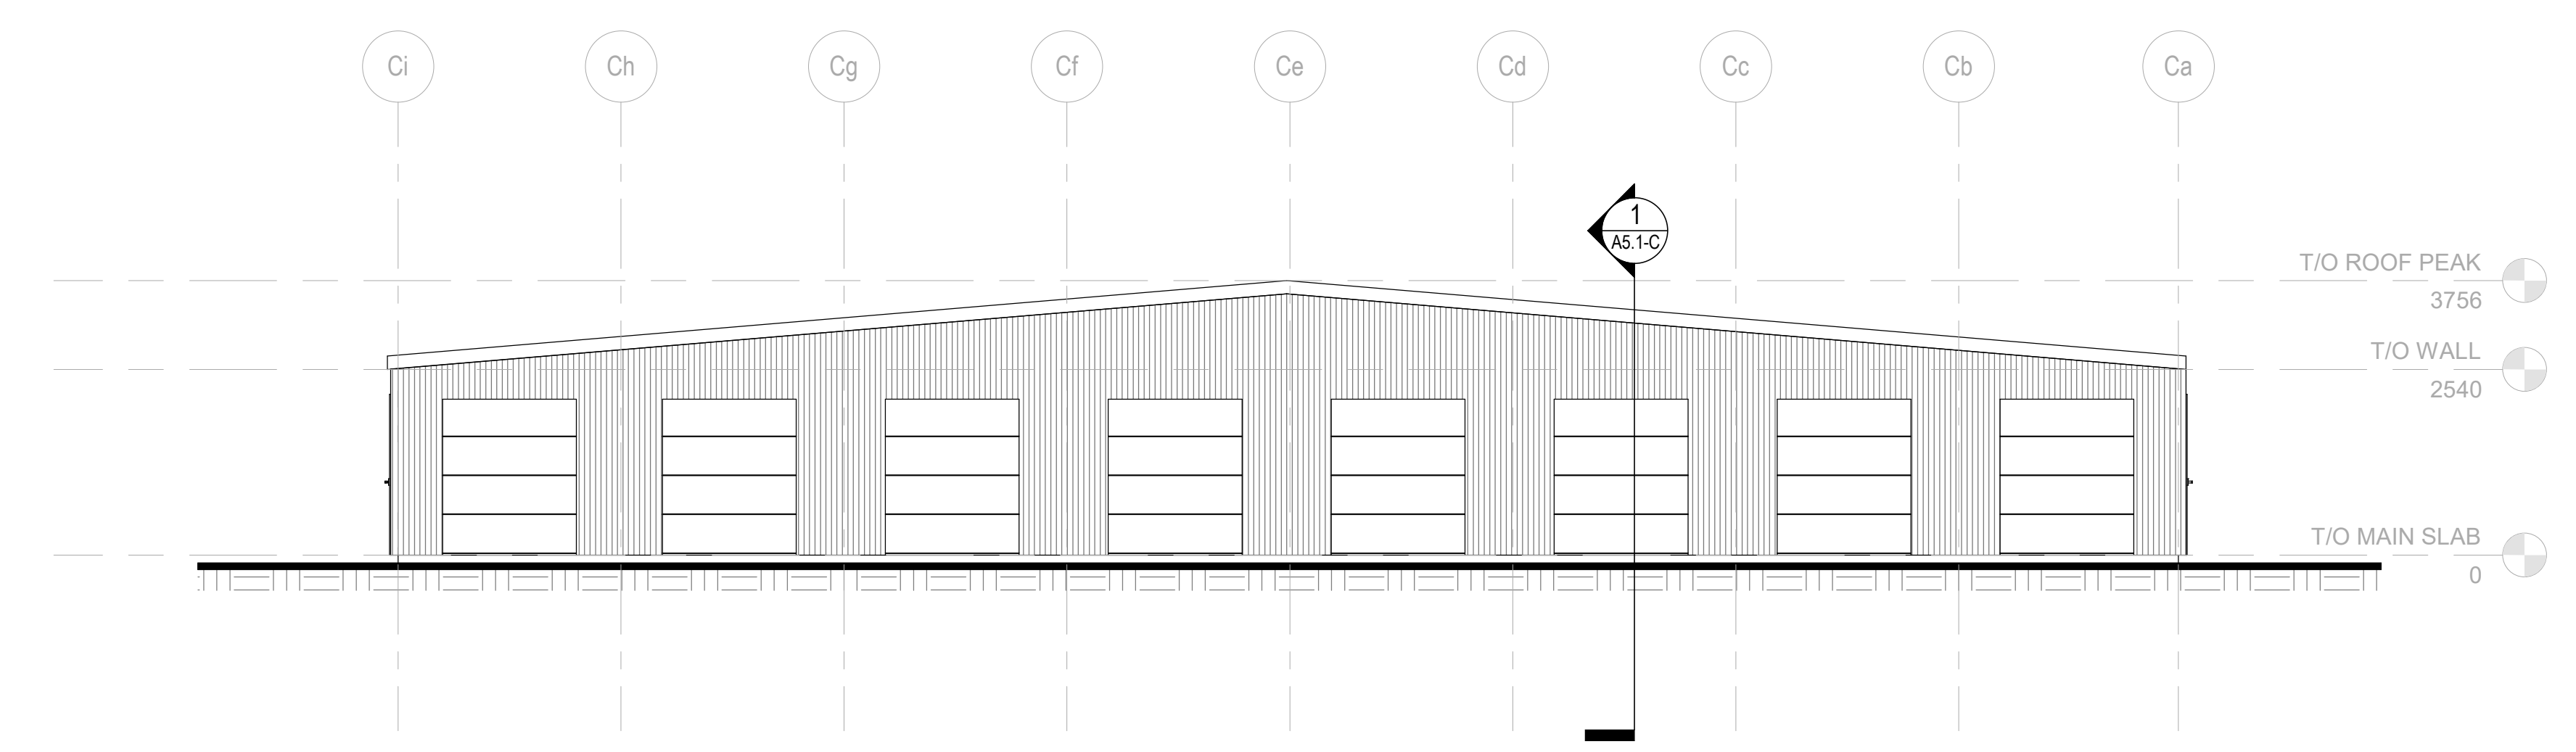 Ci
Ch
Cg
Cf
Ce
Cd
Cc
Cb
Ca
1
A5.1-C
T/O ROOF PEAK
3756
T/O WALL
2540
T/O MAIN SLAB
0